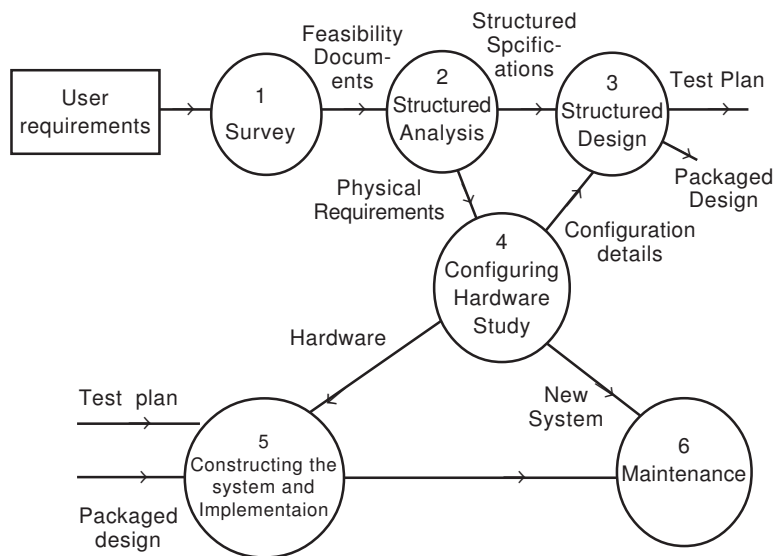 User
requirements
1
Survey
Feasibility
Docum-
ents
2
Structured
Analysis
Structured
Spcific-
ations
3
Structured
Design
Test Plan
Packaged
Design
Physical
Requirements
4
Configuring
Hardware
Study
Configuration
details
Hardware
New
System
Test plan
Packaged
design
5
Constructing the
system and
Implementaion
6
Maintenance